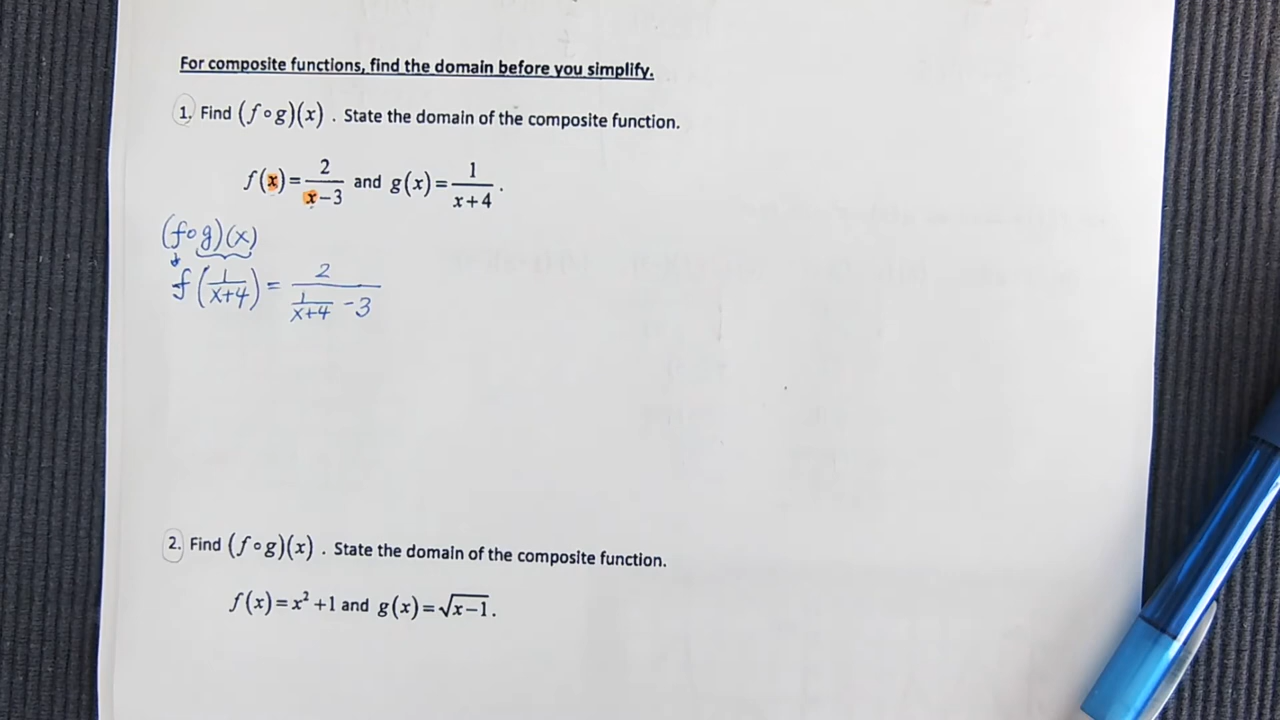 For composite functions, find the domain before you simplify.
1. Find (f∘g)(x). State the domain of the composite function.
f(x)=2/(x−3) and g(x)=1/(x+4).
(f∘g)(x)
f(1/(x+4)) = 2/(1/(x+4) −3)
2. Find (f∘g)(x). State the domain of the composite function.
f(x)=x²+1 and g(x)=√(x−1).